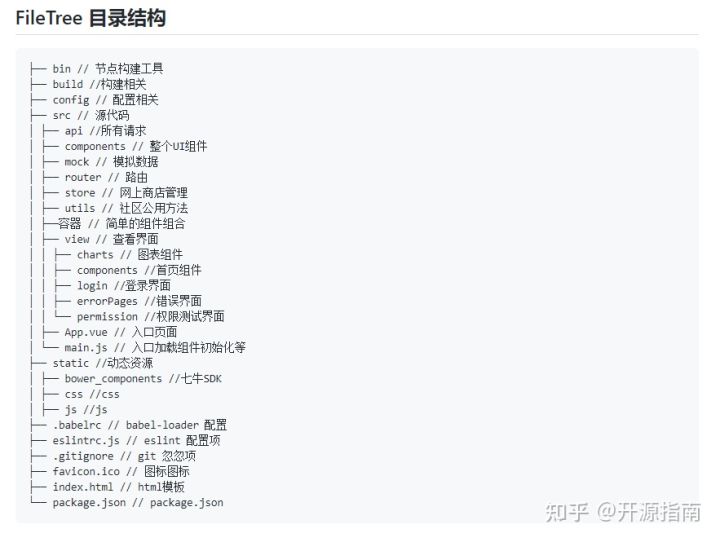 FileTree 目录结构
├── bin // 节点构建工具
├── build //构建相关
├── config // 配置相关
├── src // 源代码
│ ├── api //所有请求
│ ├── components // 整个UI组件
│ ├── mock // 模拟数据
│ ├── router // 路由
│ ├── store // 网上商店管理
│ ├── utils // 社区公用方法
│ ├──容器 // 简单的组件组合
│ ├── view // 查看界面
│ │ ├── charts // 图表组件
│ │ ├── components //首页组件
│ │ ├── login //登录界面
│ │ ├── errorPages //错误界面
│ │ └── permission //权限测试界面
│ ├── App.vue // 入口页面
│ └── main.js // 入口加载组件初始化等
├── static //动态资源
│ ├── bower_components //七牛SDK
│ ├── css //css
│ ├── js //js
├── .babelrc // babel-loader 配置
├── eslintrc.js // eslint 配置项
├── .gitignore // git 忽忽项
├── favicon.ico // 图标图标
├── index.html // html模板
└── package.json // package.json
知乎 @开源指南